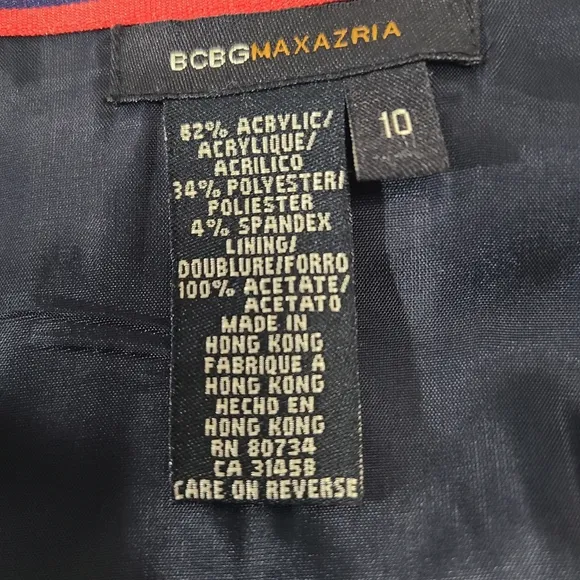 BCBGMAXAZRIA
10
62% ACRYLIC/
ACRYLIQUE/
ACRILICO
34% POLYESTER/
POLIESTER
4% SPANDEX
LINING/
DOUBLURE/FORRO
100% ACETATE/
ACETATO
MADE IN
HONG KONG
FABRIQUE A
HONG KONG
HECHO EN
HONG KONG
RN 80734
CA 31458
CARE ON REVERSE